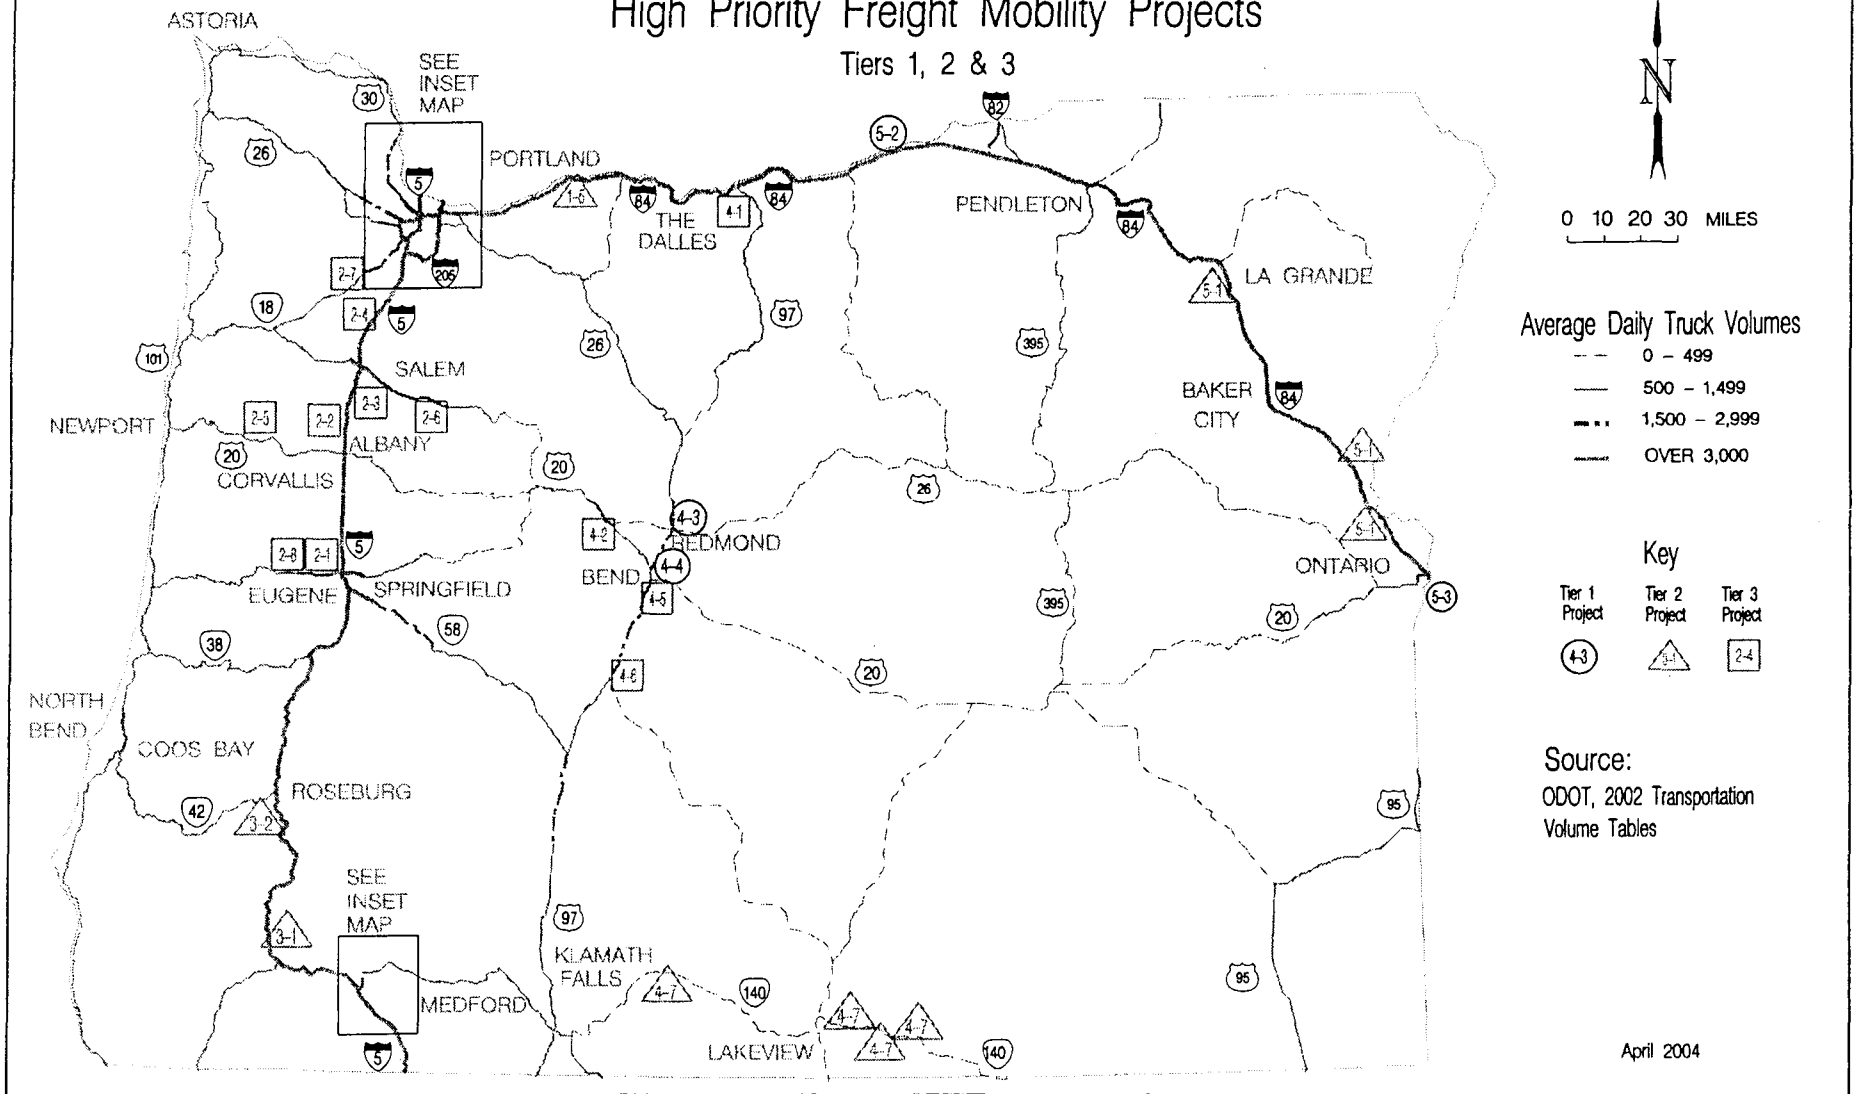 High Priority Freight Mobility Projects
Tiers 1, 2 & 3
ASTORIA
SEE
INSET
MAP
30
82
N
5-2
26
PORTLAND
5
1-6
84
THE
DALLES
4-1
84
PENDLETON
84
0 10 20 30 MILES
2-7
205
LA GRANDE
5-1
18
2-4
5
97
26
395
101
SALEM
Average Daily Truck Volumes
0 - 499
500 - 1,499
1,500 - 2,999
OVER 3,000
BAKER
CITY
84
NEWPORT
2-5
2-2
2-3
2-6
ALBANY
20
CORVALLIS
20
26
5-1
4-3
4-2
REDMOND
5-1
2-8
2-1
5
BEND
4-4
4-5
ONTARIO
5-3
EUGENE
SPRINGFIELD
395
20
Key
Tier 1
Project
Tier 2
Project
Tier 3
Project
4-3
5-1
2-4
38
58
4-6
20
NORTH
BEND
COOS BAY
ROSEBURG
42
3-2
95
Source:
ODOT, 2002 Transportation
Volume Tables
SEE
INSET
MAP
3-1
97
KLAMATH
FALLS
4-7
140
95
MEDFORD
5
LAKEVIEW
4-7
4-7
4-7
140
April 2004